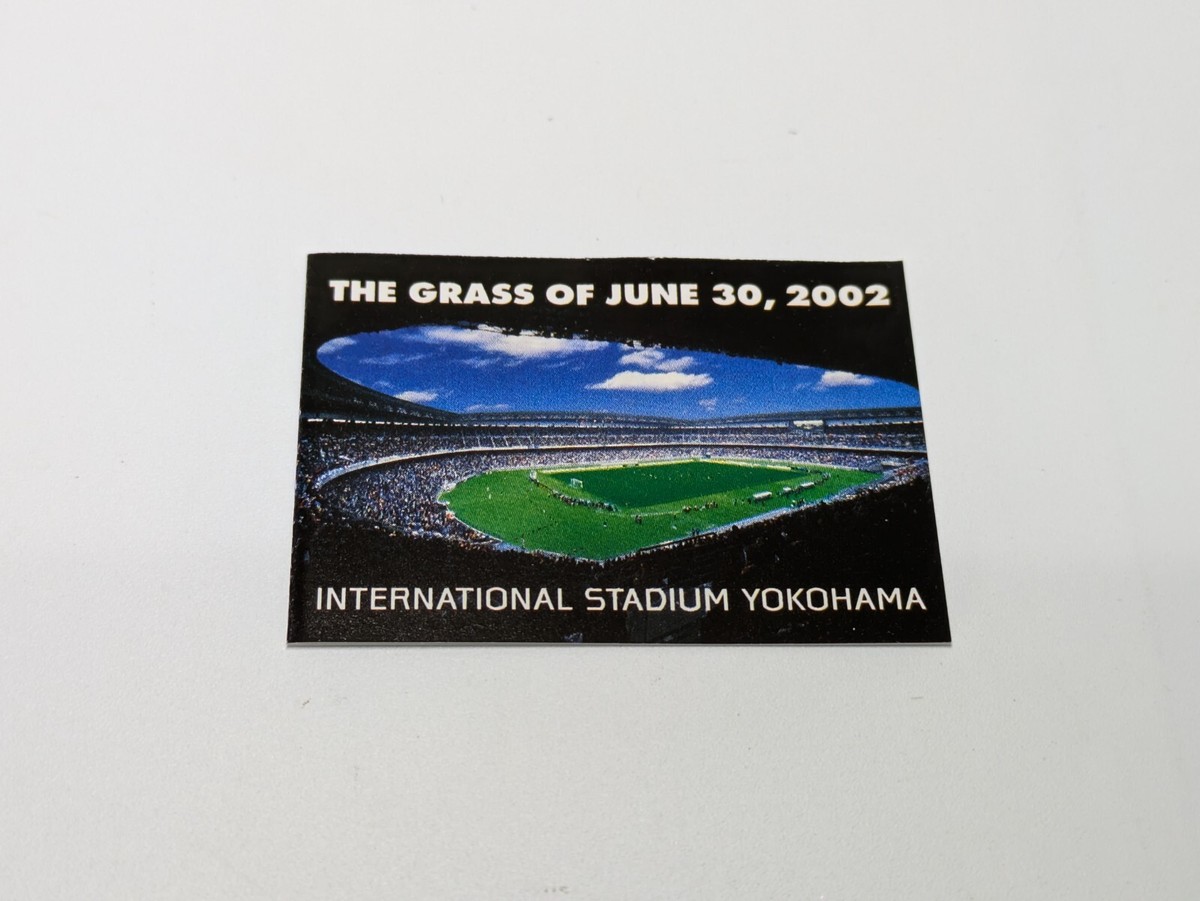 THE GRASS OF JUNE 30, 2002
INTERNATIONAL STADIUM YOKOHAMA